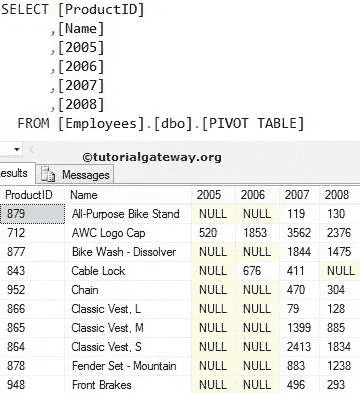 SELECT [ProductID]
,[Name]
,[2005]
,[2006]
,[2007]
,[2008]
FROM [Employees].[dbo].[PIVOT TABLE]
©tutorialgateway.org
Results Messages
ProductID Name 2005 2006 2007 2008
879 All-Purpose Bike Stand NULL NULL 119 130
712 AWC Logo Cap 520 1853 3562 2376
877 Bike Wash - Dissolver NULL NULL 1844 1475
843 Cable Lock NULL 676 411 NULL
952 Chain NULL NULL 470 304
866 Classic Vest, L NULL NULL 79 128
865 Classic Vest, M NULL NULL 1399 885
864 Classic Vest, S NULL NULL 2413 1834
878 Fender Set - Mountain NULL NULL 883 1238
948 Front Brakes NULL NULL 496 293